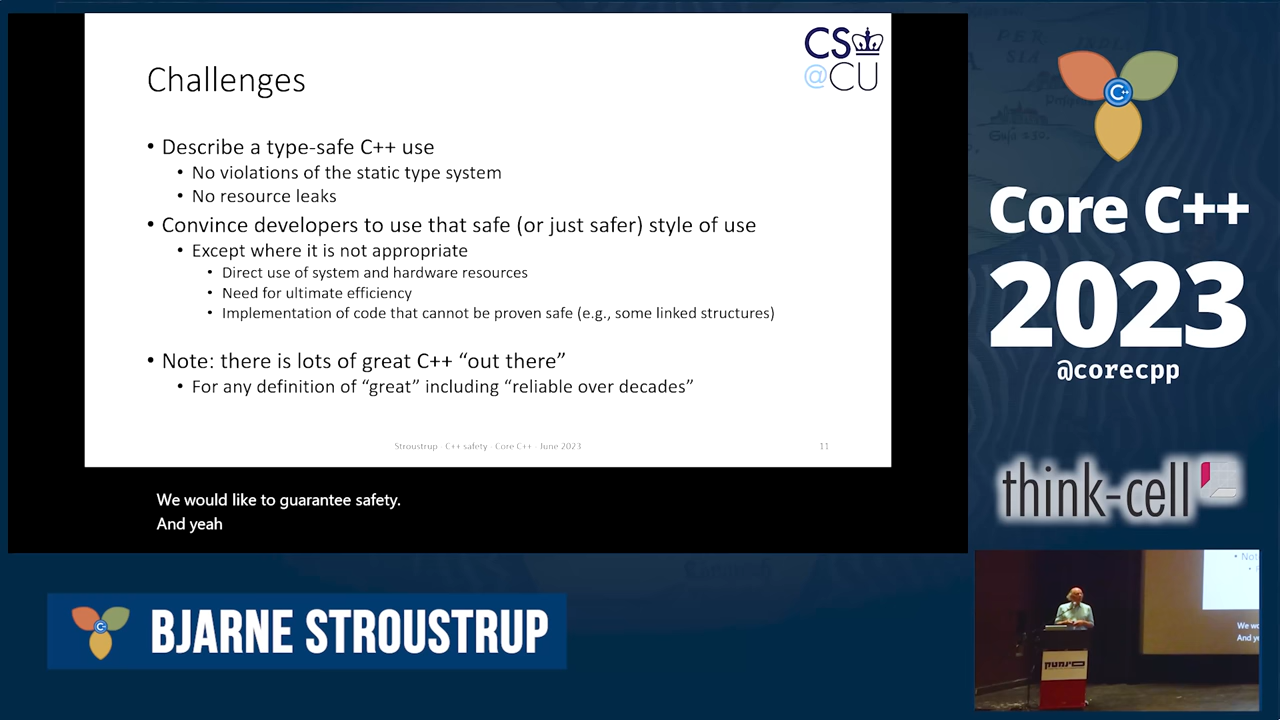 Challenges
CS
@CU
• Describe a type-safe C++ use
• No violations of the static type system
• No resource leaks
• Convince developers to use that safe (or just safer) style of use
• Except where it is not appropriate
• Direct use of system and hardware resources
• Need for ultimate efficiency
• Implementation of code that cannot be proven safe (e.g., some linked structures)
• Note: there is lots of great C++ “out there”
• For any definition of “great” including “reliable over decades”
Stroustrup - C++ safety - Core C++ - June 2023
11
We would like to guarantee safety.
And yeah
C++
BJARNE STROUSTRUP
C++
Core C++
2023
@corecpp
think-cell
• Not
We wo
And ye